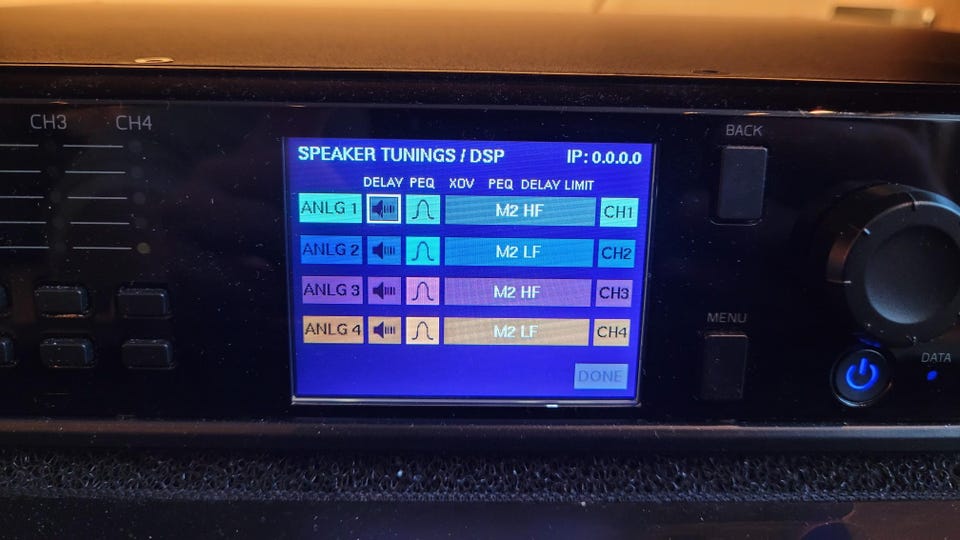 CH3 CH4
BACK
SPEAKER TUNINGS / DSP IP: 0.0.0.0
DELAY PEQ XOV PEQ DELAY LIMIT
ANLG 1 M2 HF CH1
ANLG 2 M2 LF CH2
ANLG 3 M2 HF CH3
ANLG 4 M2 LF CH4
DONE
MENU
DATA